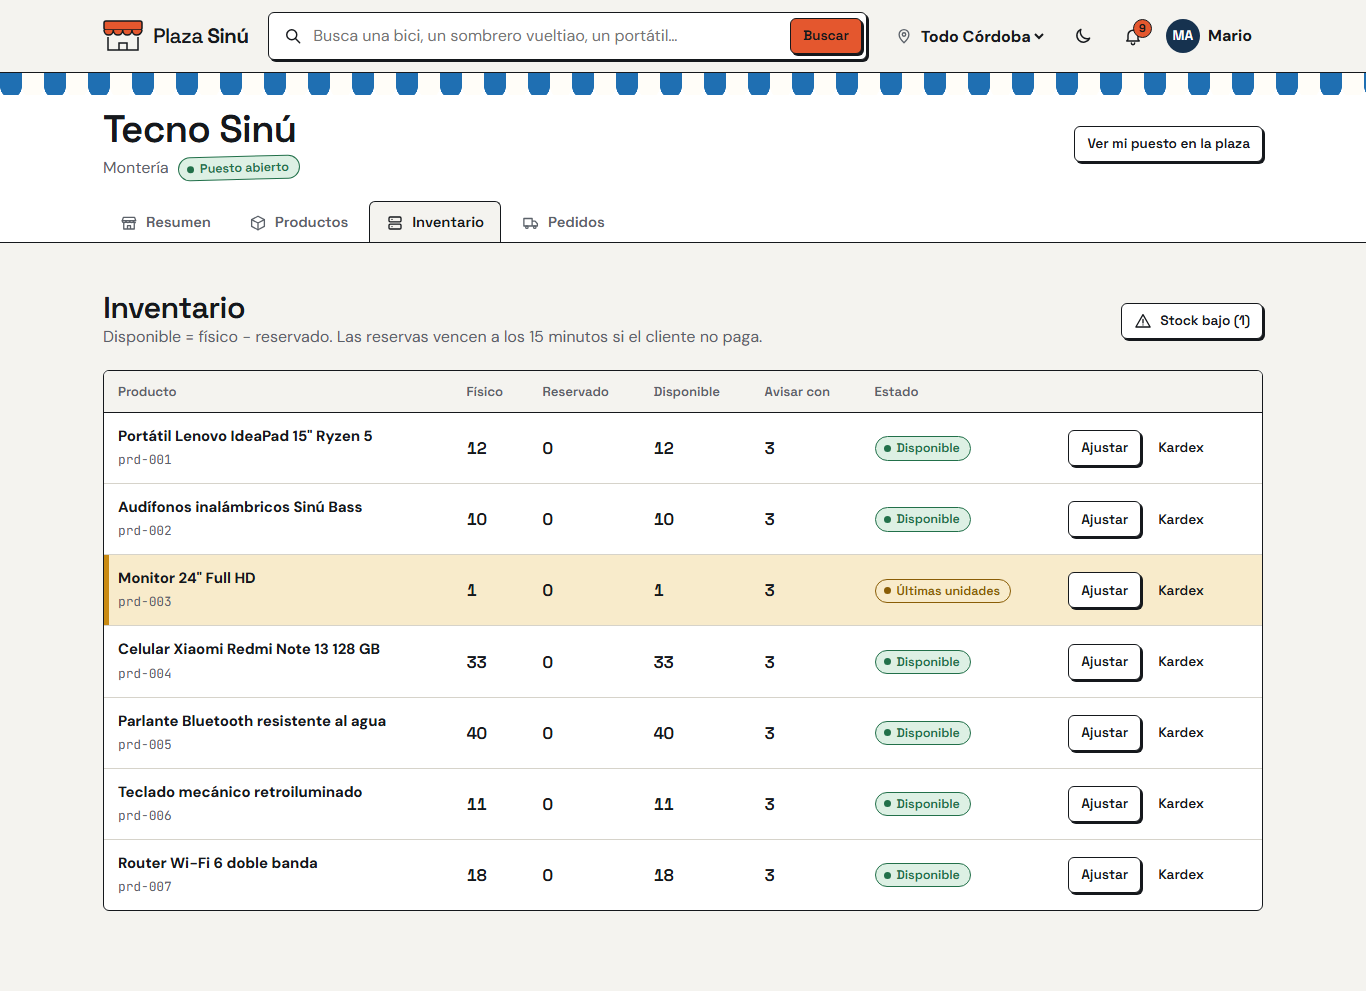 Plaza Sinú
Busca una bici, un sombrero vueltiao, un portátil...
Buscar
Todo Córdoba
9
MA
Mario
Tecno Sinú
Montería
Puesto abierto
Ver mi puesto en la plaza
Resumen
Productos
Inventario
Pedidos
Inventario
Disponible = físico − reservado. Las reservas vencen a los 15 minutos si el cliente no paga.
Stock bajo (1)
Producto Físico Reservado Disponible Avisar con Estado
Portátil Lenovo IdeaPad 15" Ryzen 5
prd-001
12 0 12 3 Disponible Ajustar Kardex
Audífonos inalámbricos Sinú Bass
prd-002
10 0 10 3 Disponible Ajustar Kardex
Monitor 24" Full HD
prd-003
1 0 1 3 Últimas unidades Ajustar Kardex
Celular Xiaomi Redmi Note 13 128 GB
prd-004
33 0 33 3 Disponible Ajustar Kardex
Parlante Bluetooth resistente al agua
prd-005
40 0 40 3 Disponible Ajustar Kardex
Teclado mecánico retroiluminado
prd-006
11 0 11 3 Disponible Ajustar Kardex
Router Wi-Fi 6 doble banda
prd-007
18 0 18 3 Disponible Ajustar Kardex